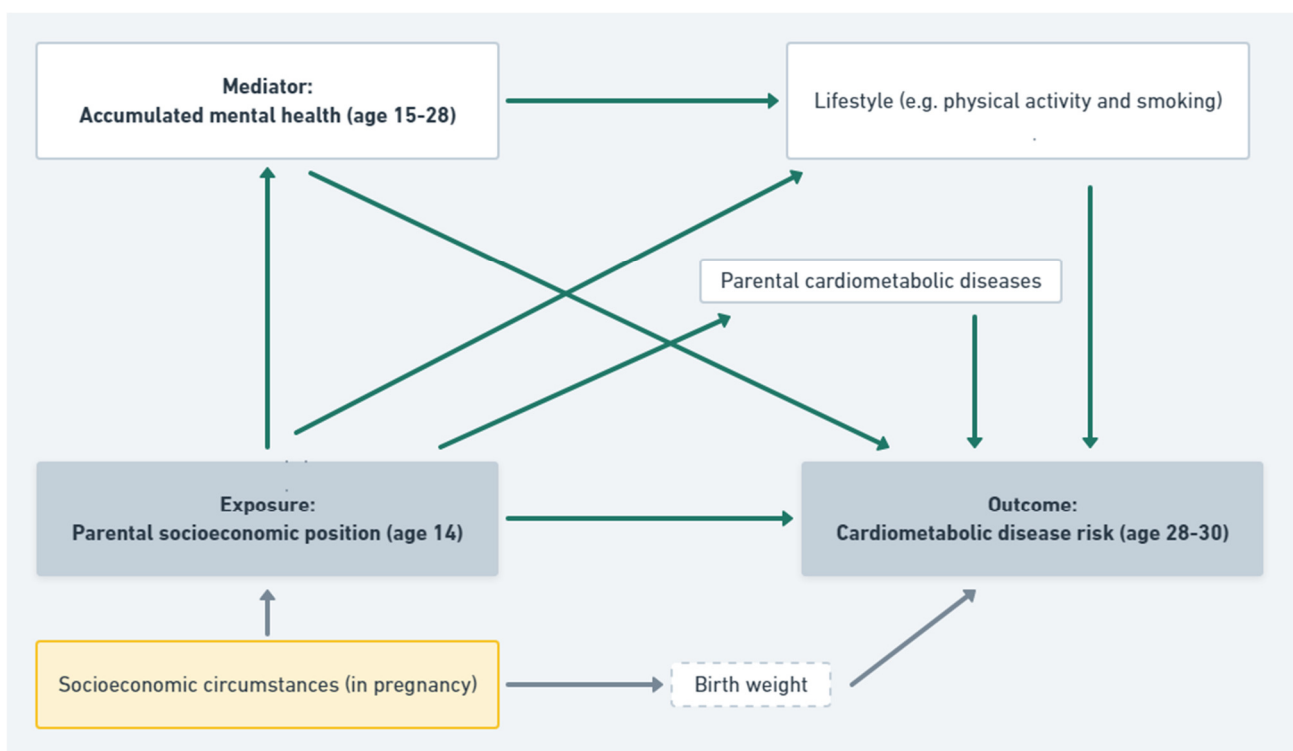 Mediator:
Accumulated mental health (age 15-28)
Lifestyle (e.g. physical activity and smoking)
Parental cardiometabolic diseases
Exposure:
Parental socioeconomic position (age 14)
Outcome:
Cardiometabolic disease risk (age 28-30)
Socioeconomic circumstances (in pregnancy)
Birth weight